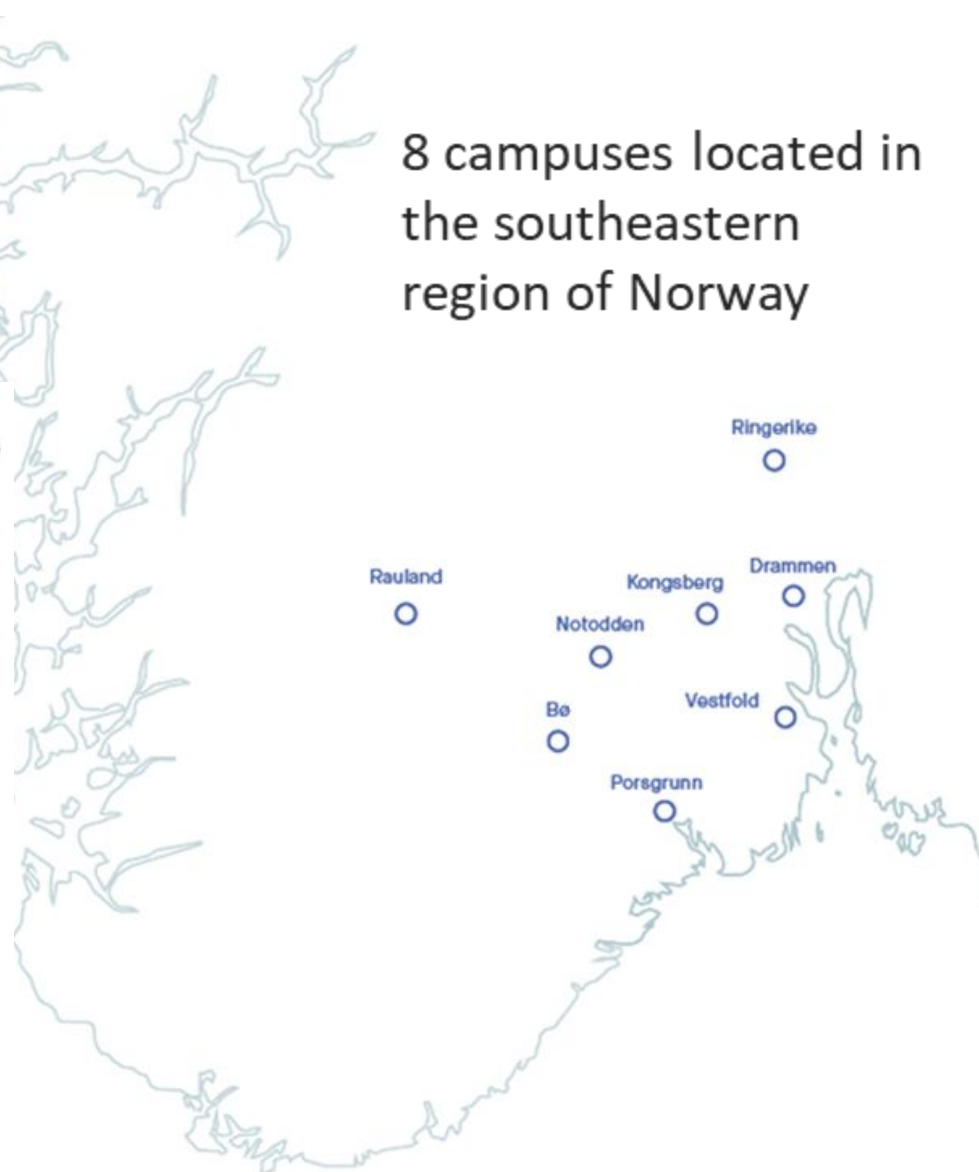 8 campuses located in
the southeastern
region of Norway
Ringerike
Drammen
Rauland
Kongsberg
Notodden
Vestfold
Bø
Porsgrunn